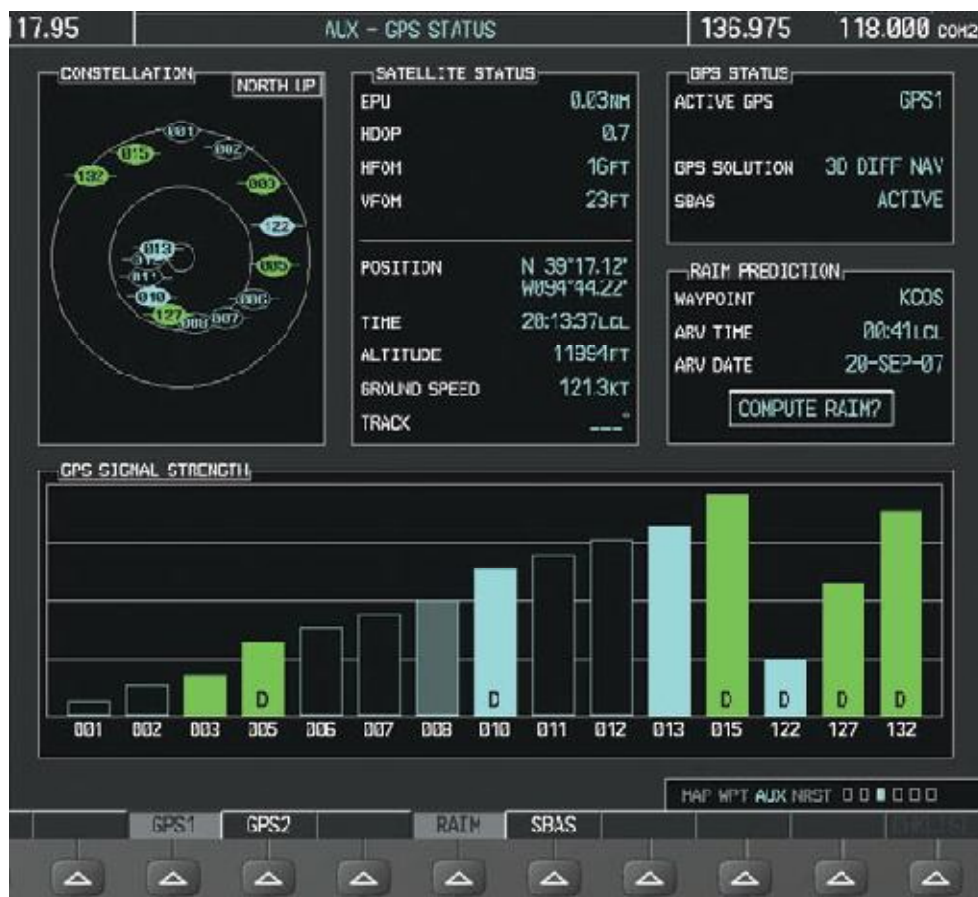 117.95 AUX – GPS STATUS 136.975 118.000 COM2
CONSTELLATION
NORTH UP
001
015
002
132
003
122
013
005
010
006
127
008
007
SATELLITE STATUS
EPU 0.03NM
HDOP 0.7
HFOM 16FT
VFOM 23FT
POSITION N 39°17.12'
W094°44.22'
TIME 20:13:37LCL
ALTITUDE 11994FT
GROUND SPEED 121.3KT
TRACK ___°
GPS STATUS
ACTIVE GPS GPS1
GPS SOLUTION 3D DIFF NAV
SBAS ACTIVE
RAIM PREDICTION
WAYPOINT KCOS
ARV TIME 00:41LCL
ARV DATE 20-SEP-07
COMPUTE RAIM?
GPS SIGNAL STRENGTH
D D D D D D
001 002 003 005 006 007 008 010 011 012 013 015 122 127 132
MAP WPT AUX NRST
GPS1 GPS2 RAIM SBAS